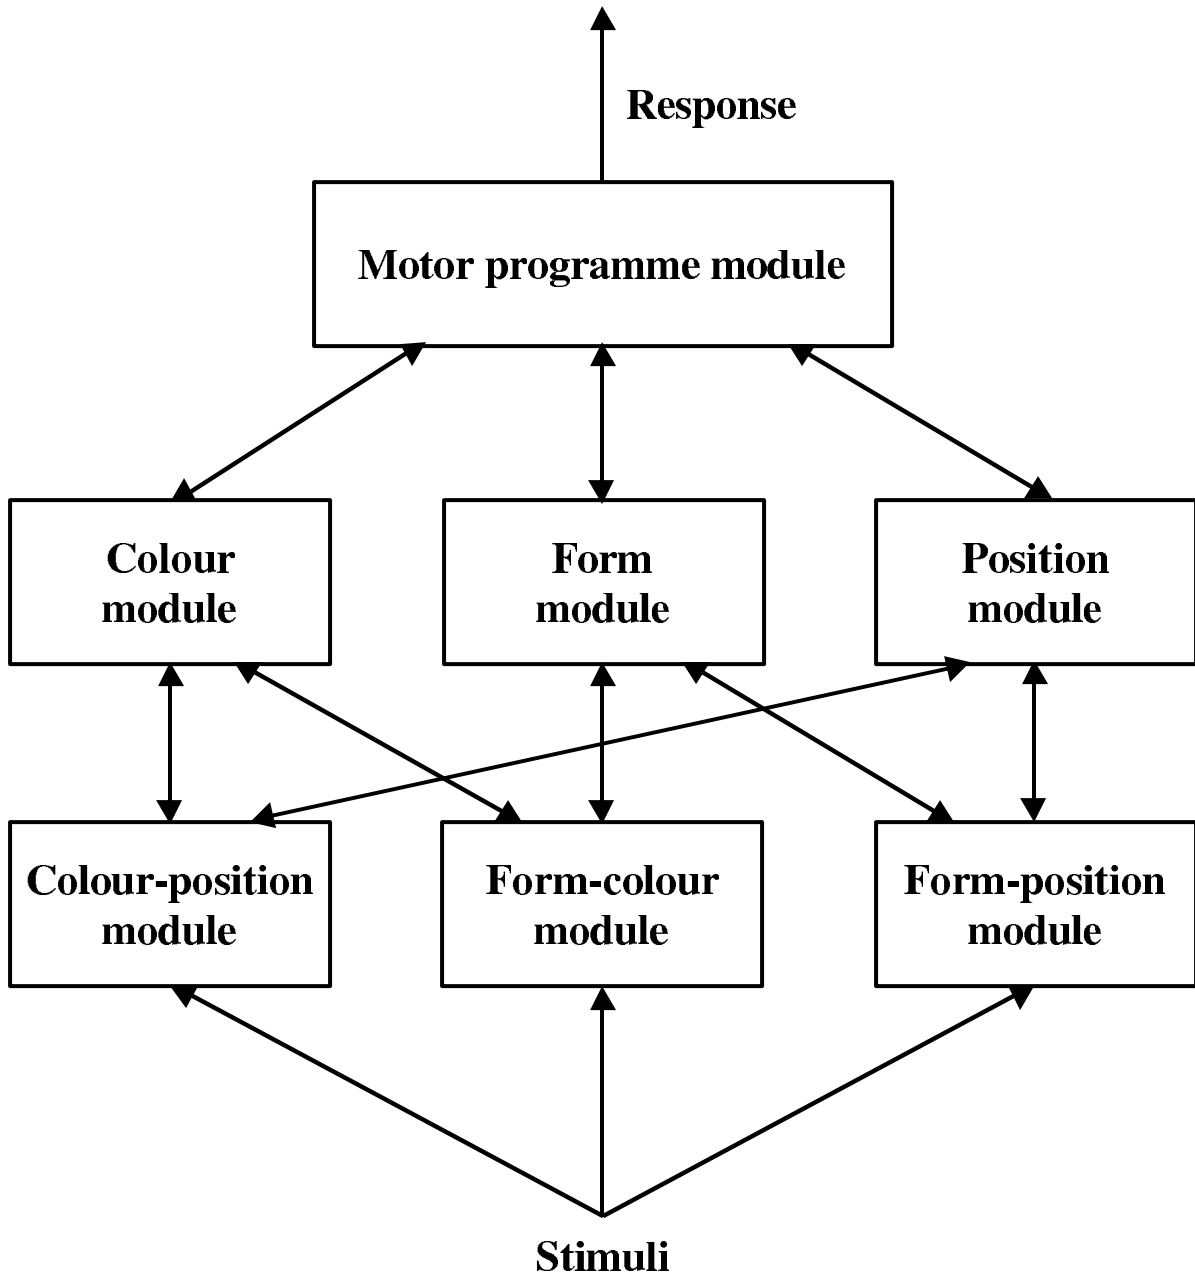 Response
Motor programme module
Colour
module
Form
module
Position
module
Colour-position
module
Form-colour
module
Form-position
module
Stimuli